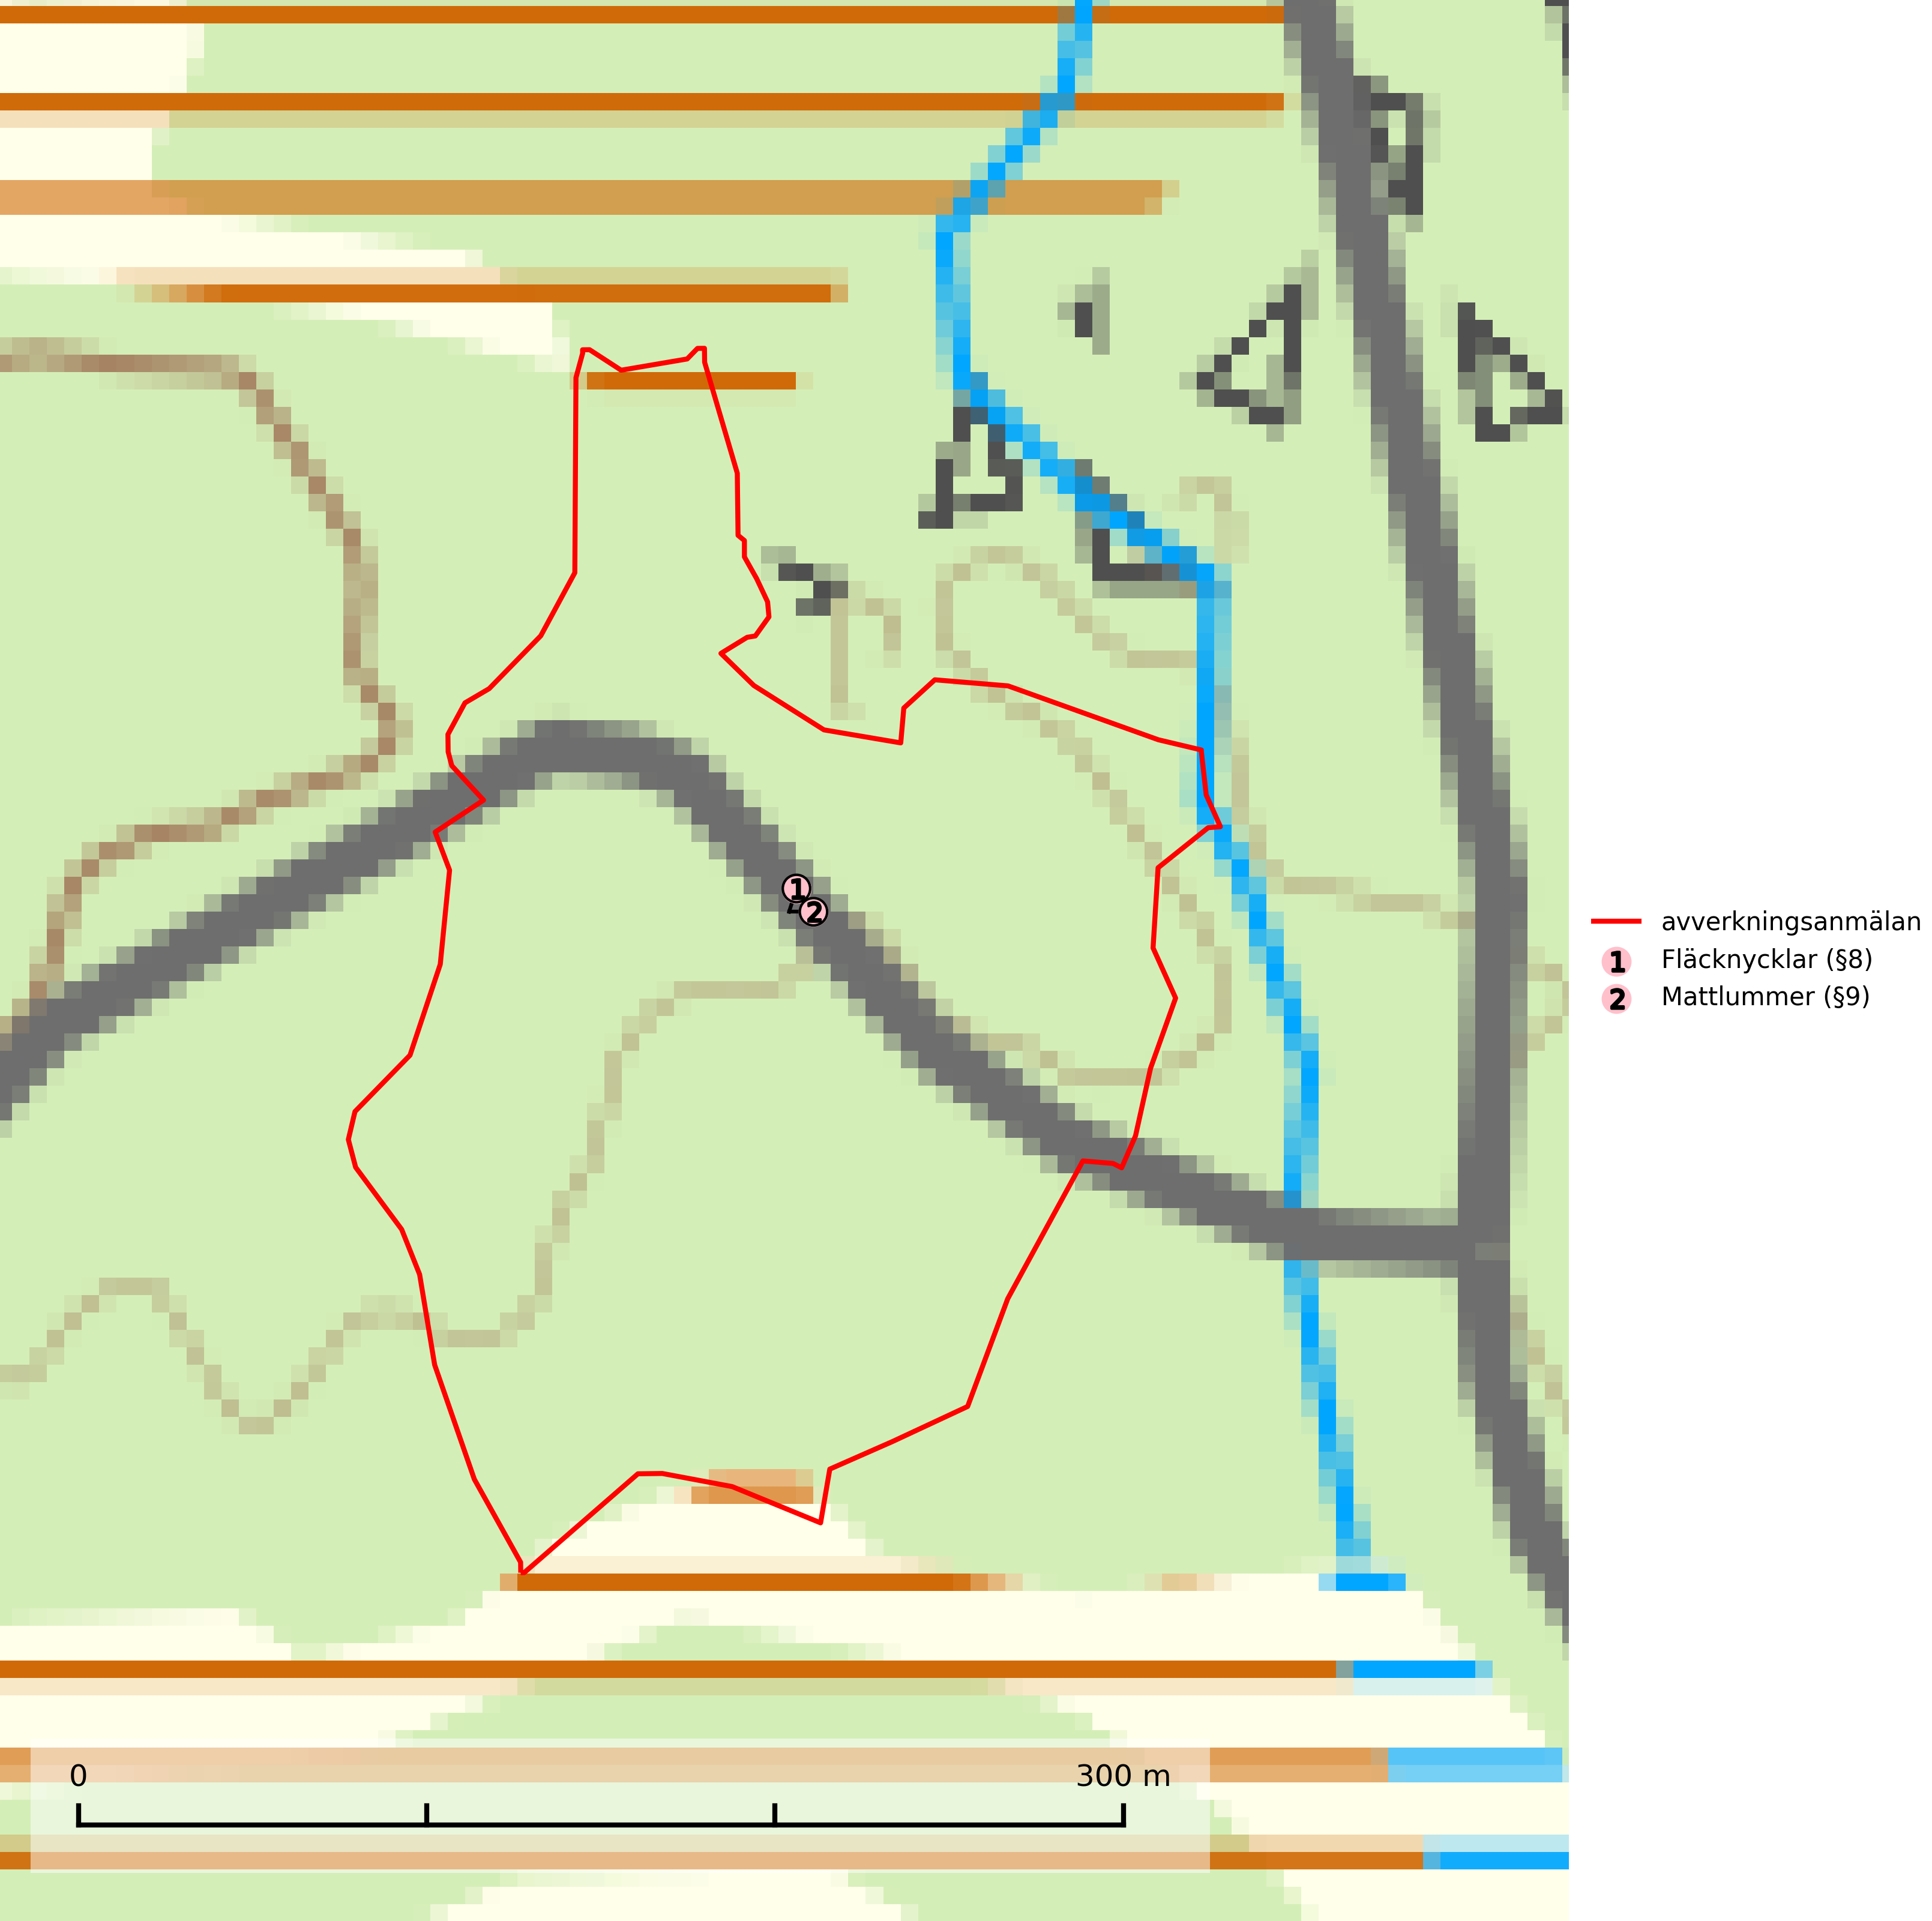 1
2
avverkningsanmälan
1 Fläcknycklar (§8)
2 Mattlummer (§9)
0 300 m